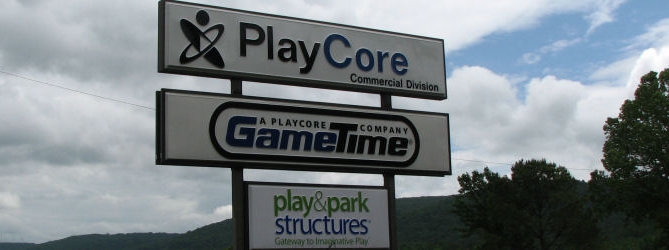 PlayCore
Commercial Division
A PLAYCORE COMPANY
GameTime®
play&park
structures®
Gateway to Imaginative Play